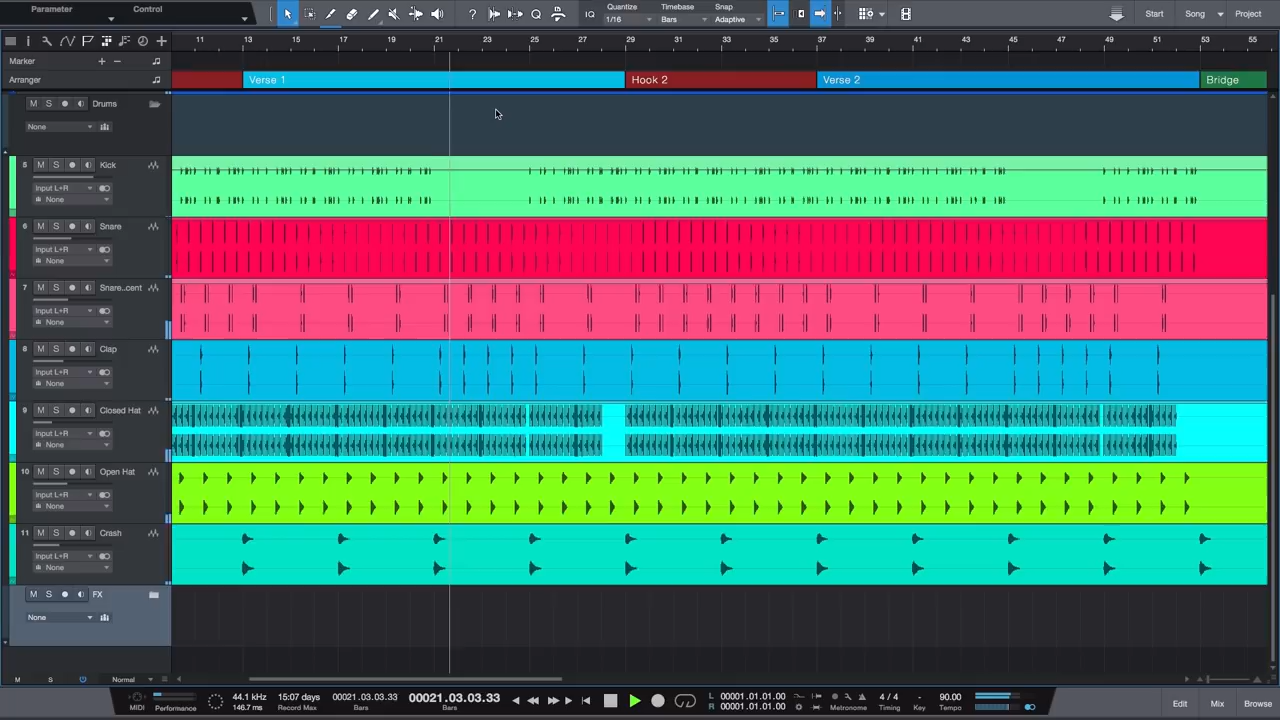 Parameter Control
? IQ Quantize 1/16 Timebase Bars Snap Adaptive Start Song Project
11 13 15 17 19 21 23 25 27 29 31 33 35 37 39 41 43 45 47 49 51 53 55
Marker
Arranger Verse 1 Hook 2 Verse 2 Bridge
M S Drums
None
5 M S Kick
Input L+R
None
6 M S Snare
Input L+R
None
7 M S Snare..cent
Input L+R
None
8 M S Clap
Input L+R
None
9 M S Closed Hat
Input L+R
None
10 M S Open Hat
Input L+R
None
11 M S Crash
Input L+R
None
M S FX
None
M S Normal
MIDI Performance
44.1 kHz 15:07 days 00021.03.03.33 00021.03.03.33 L 00001.01.01.00 4 / 4 - 90.00
146.7 ms Record Max Bars Bars R 00001.01.01.00 Metronome Timing Key Tempo
Edit Mix Browse